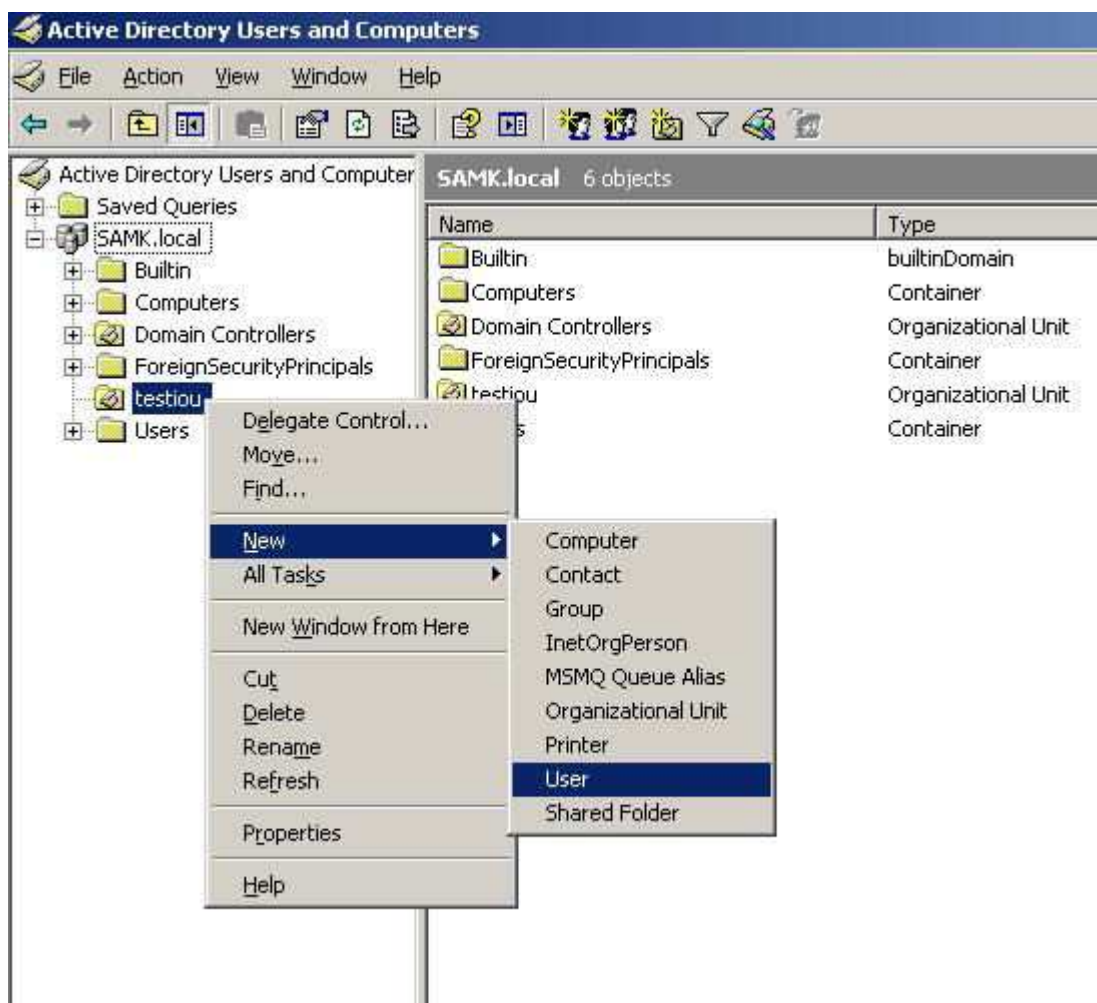 Active Directory Users and Computers
File Action View Window Help
Active Directory Users and Computer
Saved Queries
SAMK.local
Builtin
Computers
Domain Controllers
ForeignSecurityPrincipals
testiou
Users
SAMK.local 6 objects
Name Type
Builtin builtinDomain
Computers Container
Domain Controllers Organizational Unit
ForeignSecurityPrincipals Container
testiou Organizational Unit
s Container
Delegate Control...
Move...
Find...
New
All Tasks
New Window from Here
Cut
Delete
Rename
Refresh
Properties
Help
Computer
Contact
Group
InetOrgPerson
MSMQ Queue Alias
Organizational Unit
Printer
User
Shared Folder